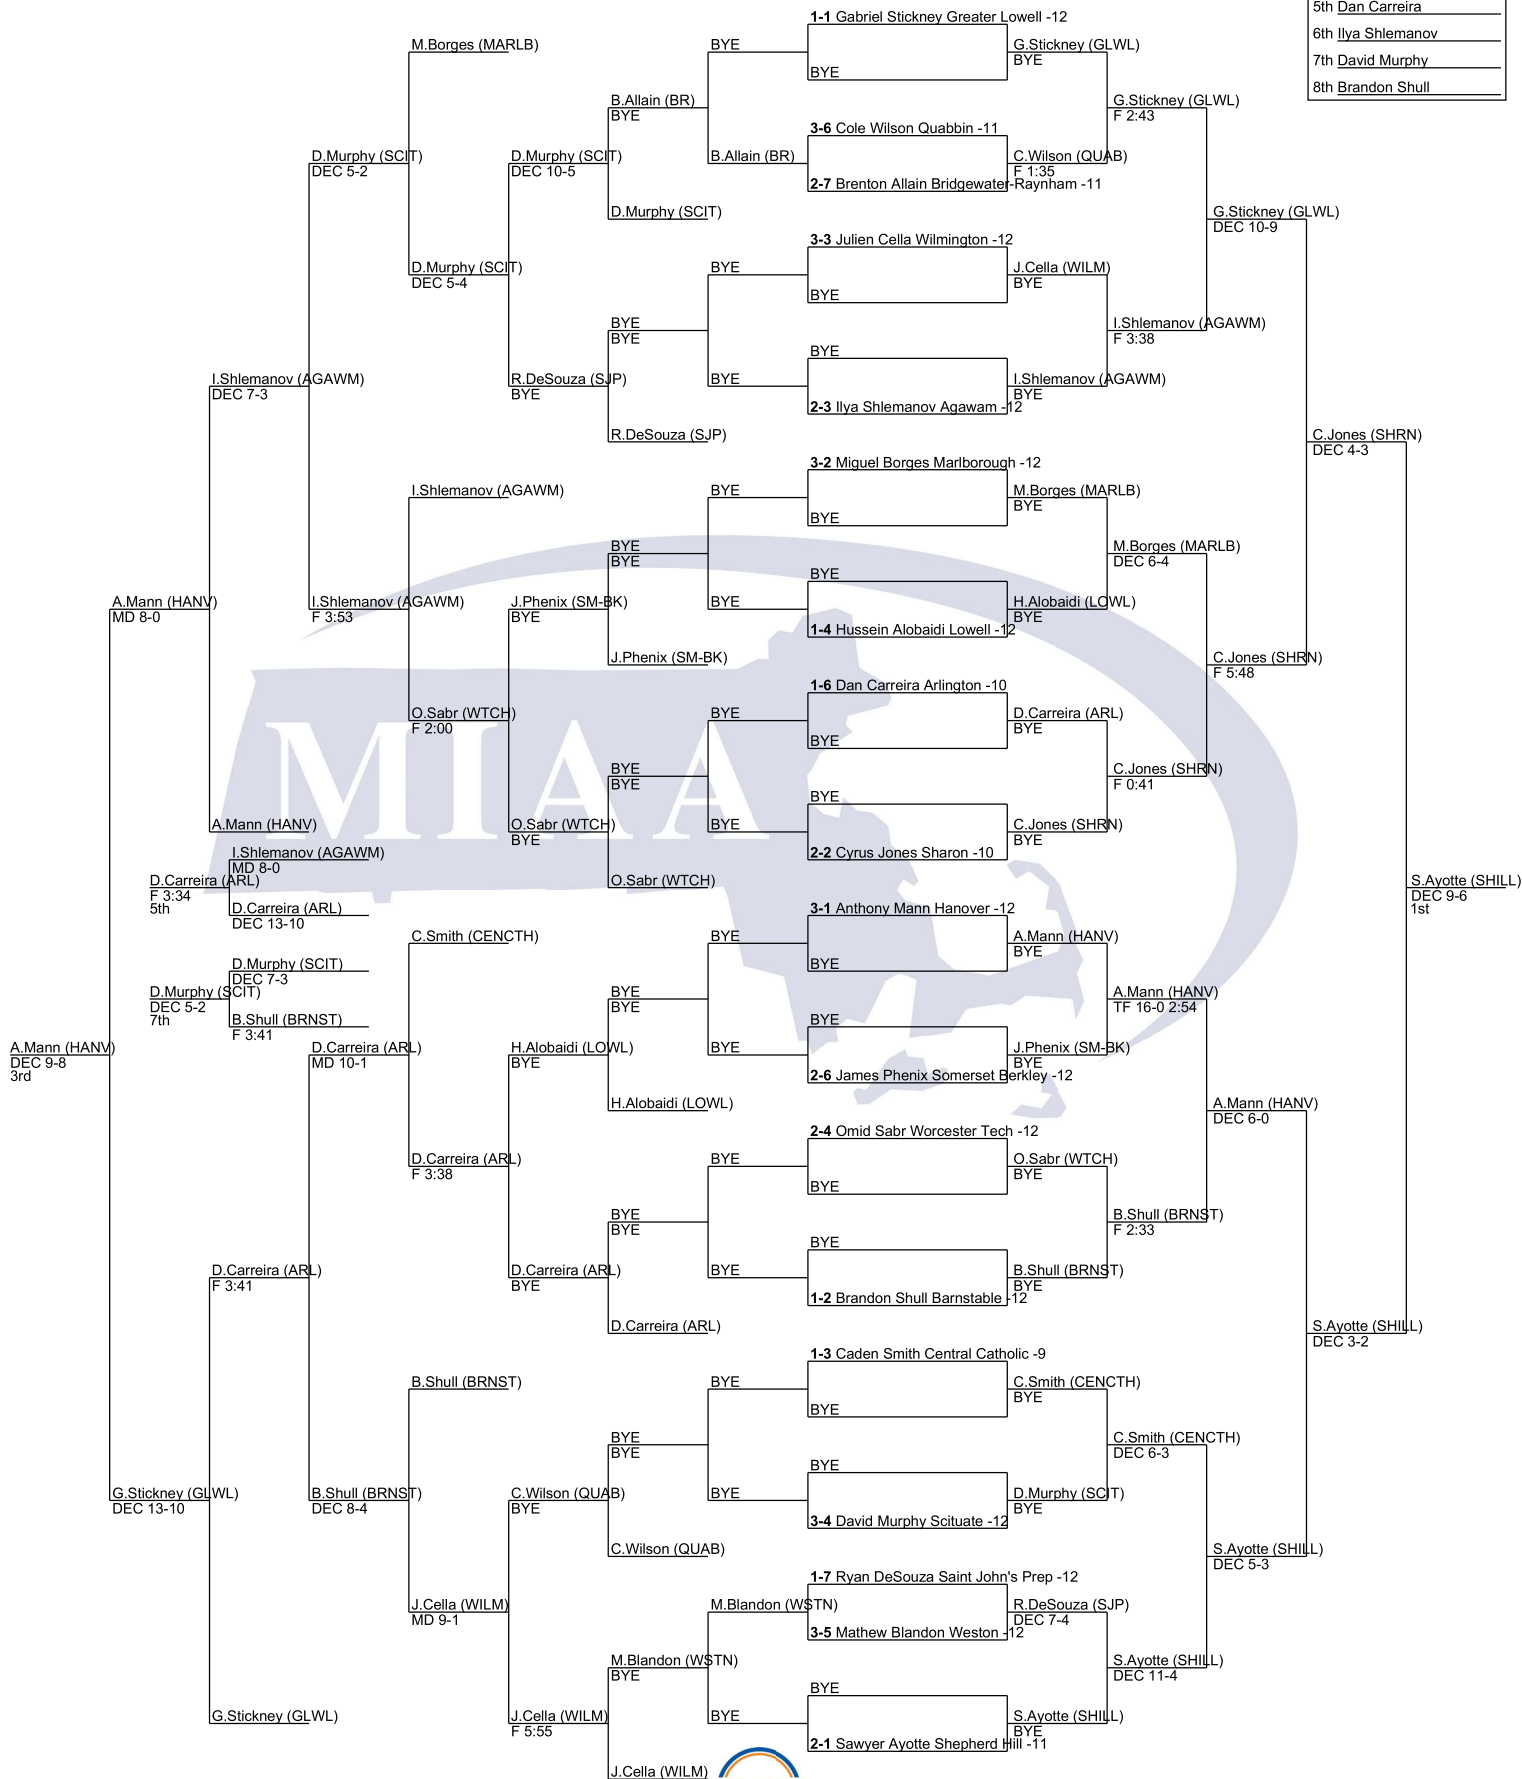 5th Dan Carreira
6th Ilya Shlemanov
7th David Murphy
8th Brandon Shull
1-1 Gabriel Stickney Greater Lowell -12
M.Borges (MARLB)
BYE
G.Stickney (GLWL)
BYE
BYE
B.Allain (BR)
BYE
G.Stickney (GLWL)
F 2:43
3-6 Cole Wilson Quabbin -11
D.Murphy (SCIT)
DEC 5-2
D.Murphy (SCIT)
DEC 10-5
B.Allain (BR)
C.Wilson (QUAB)
F 1:35
2-7 Brenton Allain Bridgewater-Raynham -11
D.Murphy (SCIT)
G.Stickney (GLWL)
DEC 10-9
3-3 Julien Cella Wilmington -12
D.Murphy (SCIT)
DEC 5-4
BYE
J.Cella (WILM)
BYE
BYE
BYE
BYE
I.Shlemanov (AGAWM)
F 3:38
BYE
I.Shlemanov (AGAWM)
DEC 7-3
R.DeSouza (SJP)
BYE
BYE
I.Shlemanov (AGAWM)
BYE
2-3 Ilya Shlemanov Agawam -12
R.DeSouza (SJP)
C.Jones (SHRN)
DEC 4-3
3-2 Miguel Borges Marlborough -12
I.Shlemanov (AGAWM)
BYE
M.Borges (MARLB)
BYE
BYE
BYE
BYE
M.Borges (MARLB)
DEC 6-4
BYE
A.Mann (HANV)
MD 8-0
I.Shlemanov (AGAWM)
F 3:53
J.Phenix (SM-BK)
BYE
BYE
H.Alobaidi (LOWL)
BYE
1-4 Hussein Alobaidi Lowell -12
J.Phenix (SM-BK)
C.Jones (SHRN)
F 5:48
1-6 Dan Carreira Arlington -10
O.Sabr (WTCH)
F 2:00
BYE
D.Carreira (ARL)
BYE
BYE
MIAA
BYE
BYE
C.Jones (SHRN)
F 0:41
BYE
A.Mann (HANV)
O.Sabr (WTCH)
BYE
BYE
C.Jones (SHRN)
BYE
2-2 Cyrus Jones Sharon -10
I.Shlemanov (AGAWM)
MD 8-0
D.Carreira (ARL)
F 3:34
5th
O.Sabr (WTCH)
S.Ayotte (SHILL)
DEC 9-6
1st
D.Carreira (ARL)
DEC 13-10
3-1 Anthony Mann Hanover -12
C.Smith (CENCTH)
BYE
A.Mann (HANV)
BYE
D.Murphy (SCIT)
DEC 7-3
BYE
D.Murphy (SCIT)
DEC 5-2
7th
BYE
BYE
A.Mann (HANV)
TF 16-0 2:54
B.Shull (BRNST)
F 3:41
BYE
A.Mann (HANV)
DEC 9-8
3rd
D.Carreira (ARL)
MD 10-1
H.Alobaidi (LOWL)
BYE
BYE
J.Phenix (SM-BK)
BYE
2-6 James Phenix Somerset Berkley -12
H.Alobaidi (LOWL)
A.Mann (HANV)
DEC 6-0
2-4 Omid Sabr Worcester Tech -12
D.Carreira (ARL)
F 3:38
BYE
O.Sabr (WTCH)
BYE
BYE
BYE
BYE
B.Shull (BRNST)
F 2:33
BYE
D.Carreira (ARL)
F 3:41
D.Carreira (ARL)
BYE
BYE
B.Shull (BRNST)
BYE
1-2 Brandon Shull Barnstable -12
D.Carreira (ARL)
S.Ayotte (SHILL)
DEC 3-2
1-3 Caden Smith Central Catholic -9
B.Shull (BRNST)
BYE
C.Smith (CENCTH)
BYE
BYE
BYE
BYE
C.Smith (CENCTH)
DEC 6-3
BYE
G.Stickney (GLWL)
DEC 13-10
B.Shull (BRNST)
DEC 8-4
C.Wilson (QUAB)
BYE
BYE
D.Murphy (SCIT)
BYE
3-4 David Murphy Scituate -12
C.Wilson (QUAB)
S.Ayotte (SHILL)
DEC 5-3
1-7 Ryan DeSouza Saint John's Prep -12
J.Cella (WILM)
MD 9-1
M.Blandon (WSTN)
R.DeSouza (SJP)
DEC 7-4
3-5 Mathew Blandon Weston -12
M.Blandon (WSTN)
BYE
S.Ayotte (SHILL)
DEC 11-4
BYE
G.Stickney (GLWL)
J.Cella (WILM)
F 5:55
BYE
S.Ayotte (SHILL)
BYE
2-1 Sawyer Ayotte Shepherd Hill -11
J.Cella (WILM)